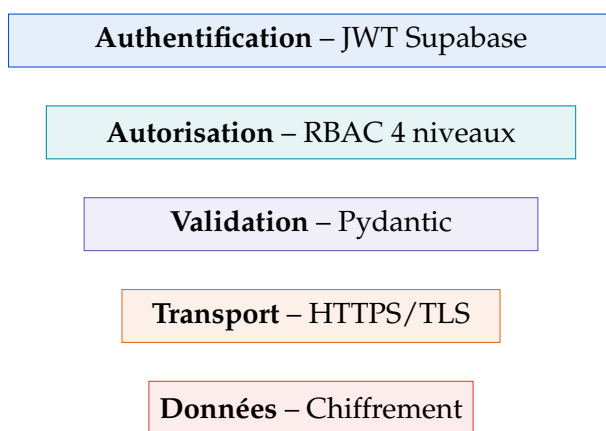 Authentification – JWT Supabase
Autorisation – RBAC 4 niveaux
Validation – Pydantic
Transport – HTTPS/TLS
Données – Chiffrement